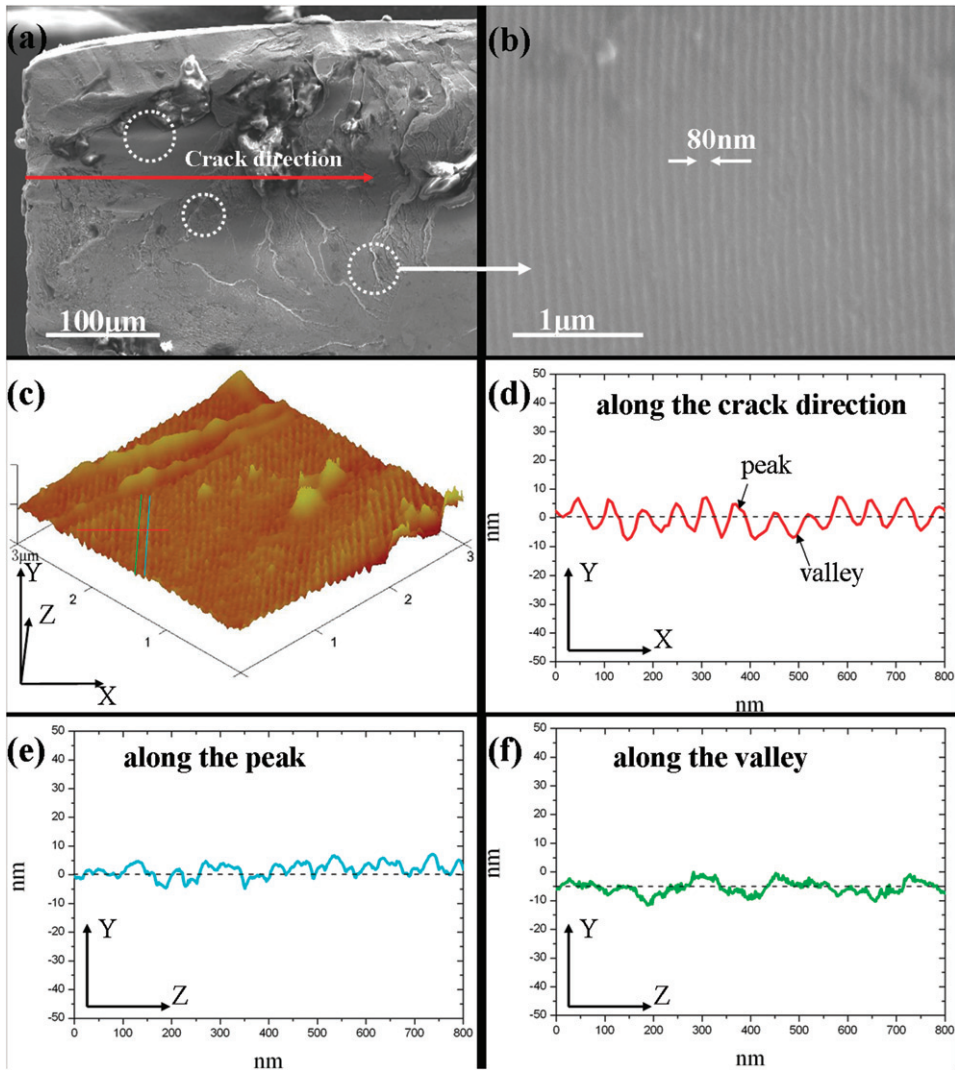 (a)
Crack direction
100μm
(b)
80nm
1μm
(c)
3μm
2
1
1
2
3
Y
Z
X
(d)
along the crack direction
50
40
30
20
10
0
-10
-20
-30
-40
-50
nm
peak
valley
Y
X
0 100 200 300 400 500 600 700 800
nm
(e)
along the peak
50
40
30
20
10
0
-10
-20
-30
-40
-50
nm
Y
Z
0 100 200 300 400 500 600 700 800
nm
(f)
along the valley
50
40
30
20
10
0
-10
-20
-30
-40
-50
nm
Y
Z
0 100 200 300 400 500 600 700 800
nm